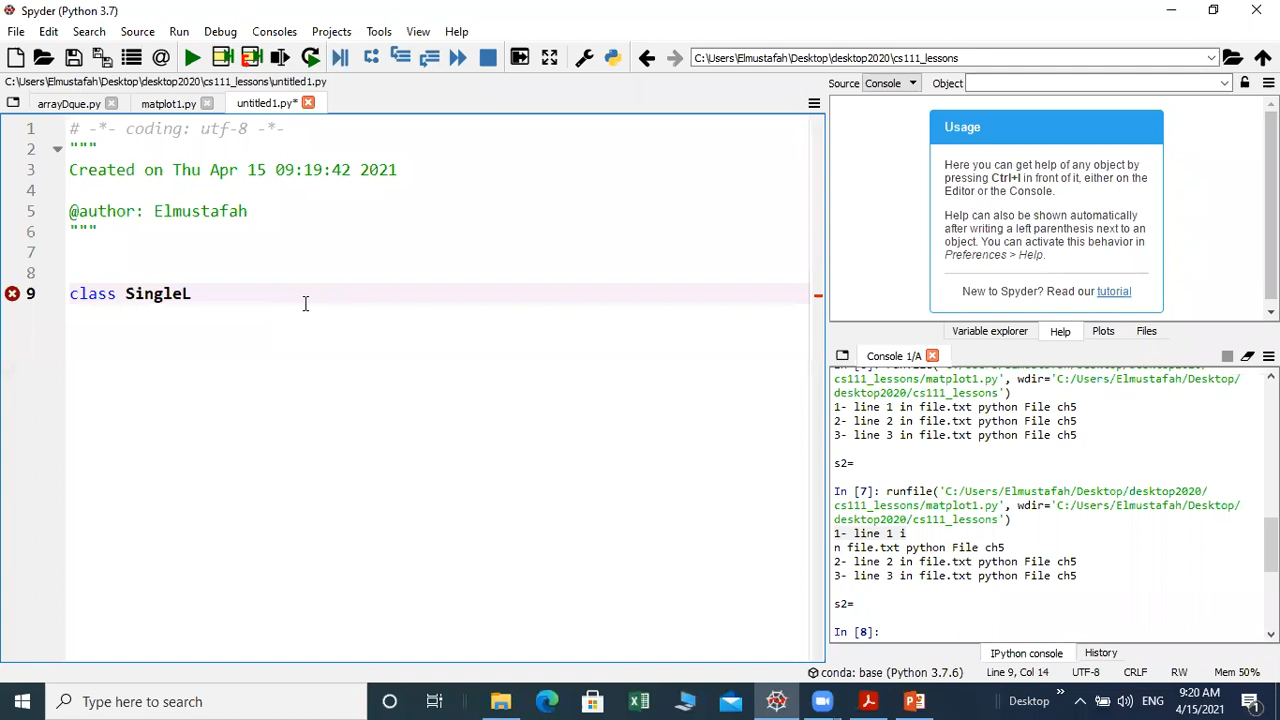 Spyder (Python 3.7)
File Edit Search Source Run Debug Consoles Projects Tools View Help
C:\Users\Elmustafah\Desktop\desktop2020\cs111_lessons
C:\Users\Elmustafah\Desktop\desktop2020\cs111_lessons\untitled1.py
Source Console Object
arrayDque.py matplot1.py untitled1.py*
1 # -*- coding: utf-8 -*-
2 """
3 Created on Thu Apr 15 09:19:42 2021
4
5 @author: Elmustafah
6 """
7
8
9 class SingleL
Usage
Here you can get help of any object by
pressing Ctrl+I in front of it, either on the
Editor or the Console.
Help can also be shown automatically
after writing a left parenthesis next to an
object. You can activate this behavior in
Preferences > Help.
New to Spyder? Read our tutorial
Variable explorer Help Plots Files
Console 1/A
cs111_lessons/matplot1.py', wdir='C:/Users/Elmustafah/Desktop/
desktop2020/cs111_lessons')
1- line 1 in file.txt python File ch5
2- line 2 in file.txt python File ch5
3- line 3 in file.txt python File ch5
s2=
In [7]: runfile('C:/Users/Elmustafah/Desktop/desktop2020/
cs111_lessons/matplot1.py', wdir='C:/Users/Elmustafah/Desktop/
desktop2020/cs111_lessons')
1- line 1 i
n file.txt python File ch5
2- line 2 in file.txt python File ch5
3- line 3 in file.txt python File ch5
s2=
In [8]:
IPython console History
conda: base (Python 3.7.6) Line 9, Col 14 UTF-8 CRLF RW Mem 50%
Type here to search
Desktop ENG
9:20 AM
4/15/2021